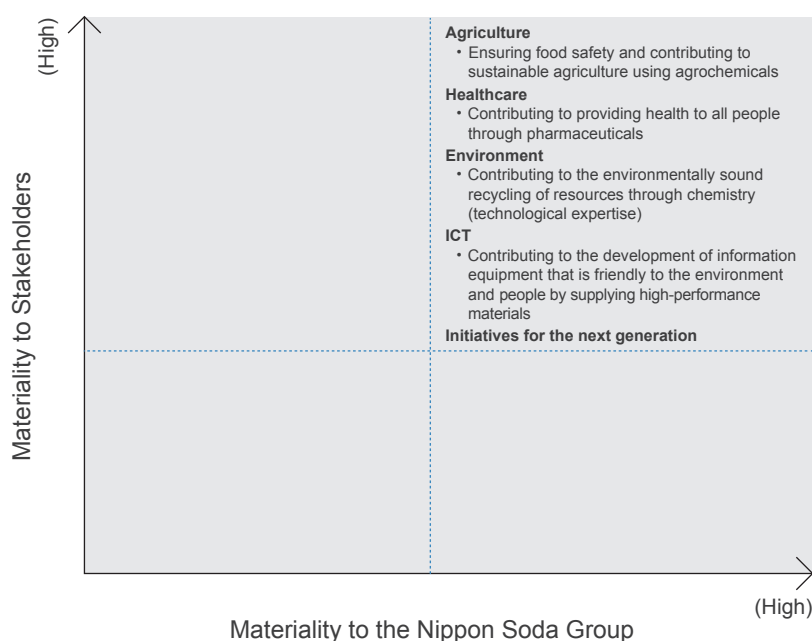 (High)
Materiality to Stakeholders
Agriculture
・Ensuring food safety and contributing to
sustainable agriculture using agrochemicals
Healthcare
・Contributing to providing health to all people
through pharmaceuticals
Environment
・Contributing to the environmentally sound
recycling of resources through chemistry
(technological expertise)
ICT
・Contributing to the development of information
equipment that is friendly to the environment
and people by supplying high-performance
materials
Initiatives for the next generation
(High)
Materiality to the Nippon Soda Group